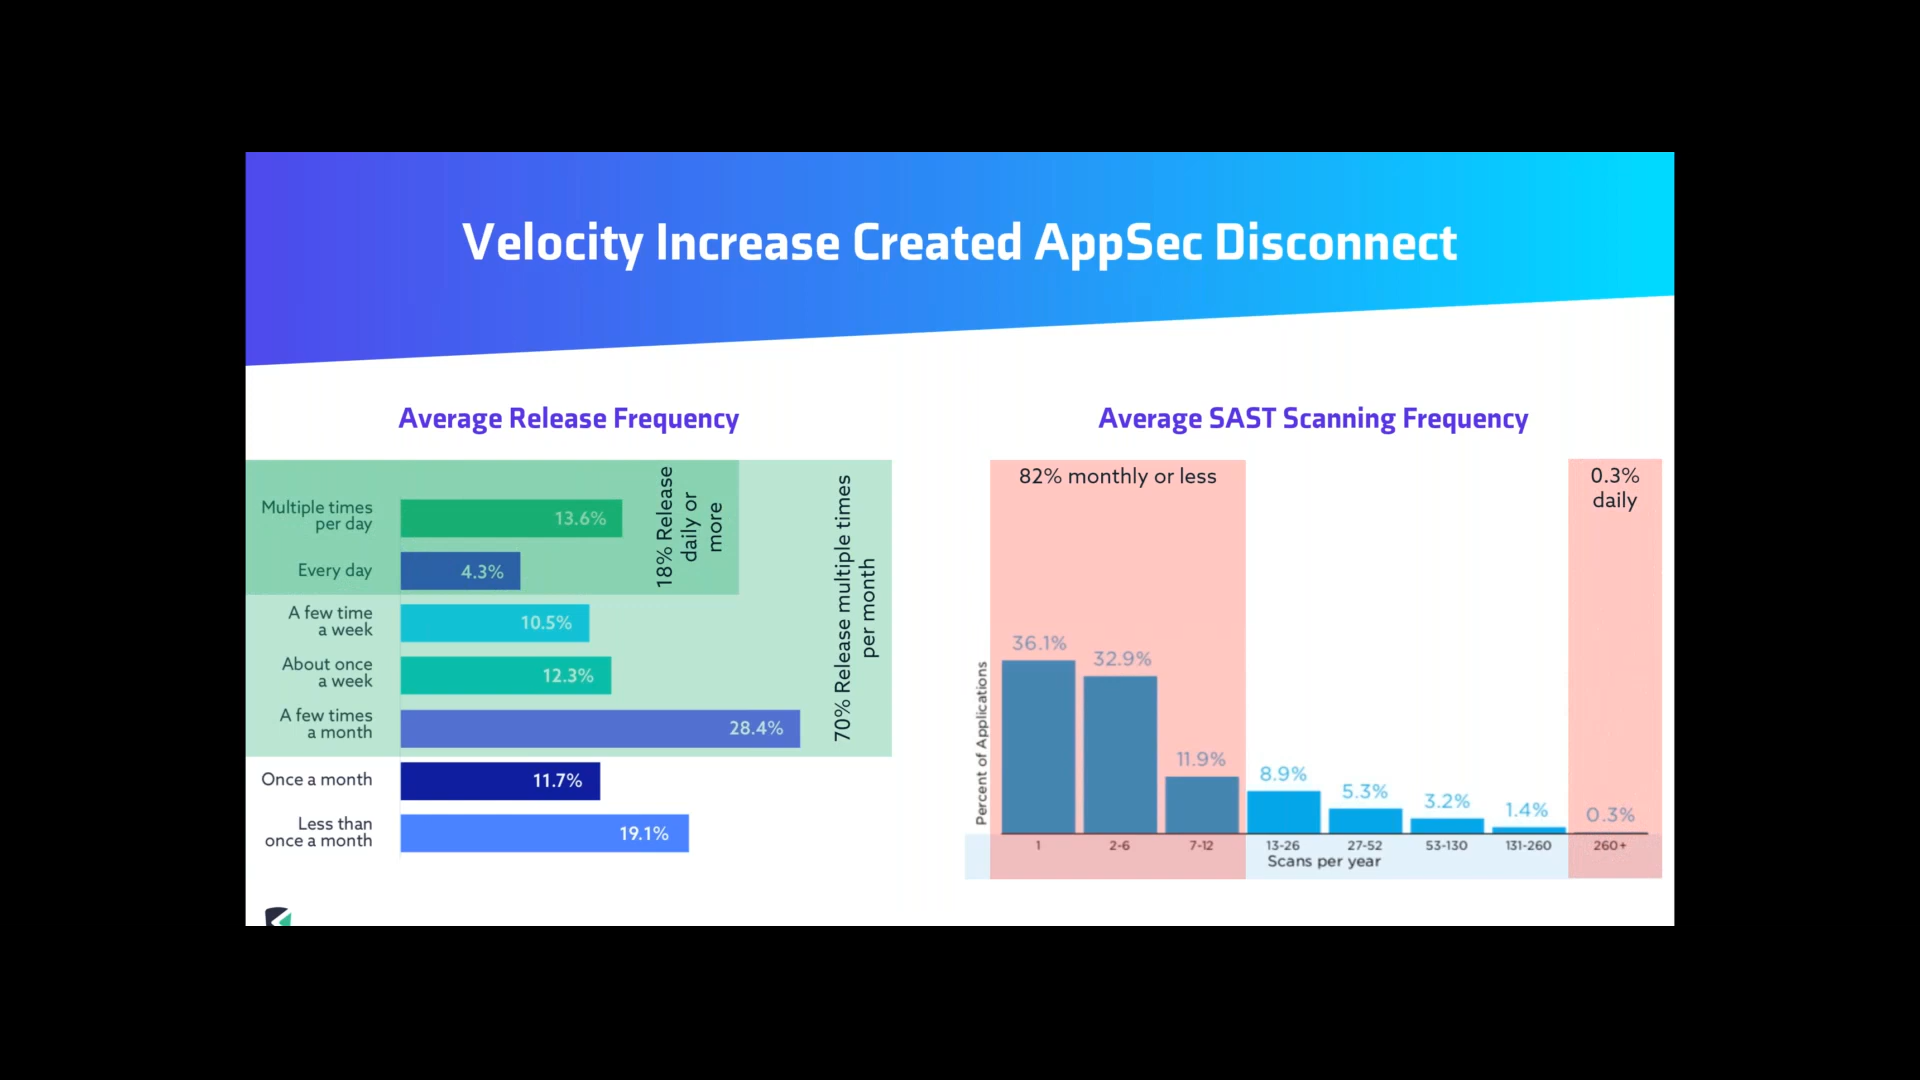 Velocity Increase Created AppSec Disconnect
Average Release Frequency
Multiple times
per day
13.6%
Every day
4.3%
A few time
a week
10.5%
About once
a week
12.3%
A few times
a month
28.4%
Once a month
11.7%
Less than
once a month
19.1%
18% Release
daily or
more
70% Release multiple times
per month
Average SAST Scanning Frequency
82% monthly or less
0.3%
daily
Percent of Applications
36.1%
32.9%
11.9%
8.9%
5.3%
3.2%
1.4%
0.3%
1
2-6
7-12
13-26
27-52
53-130
131-260
260+
Scans per year